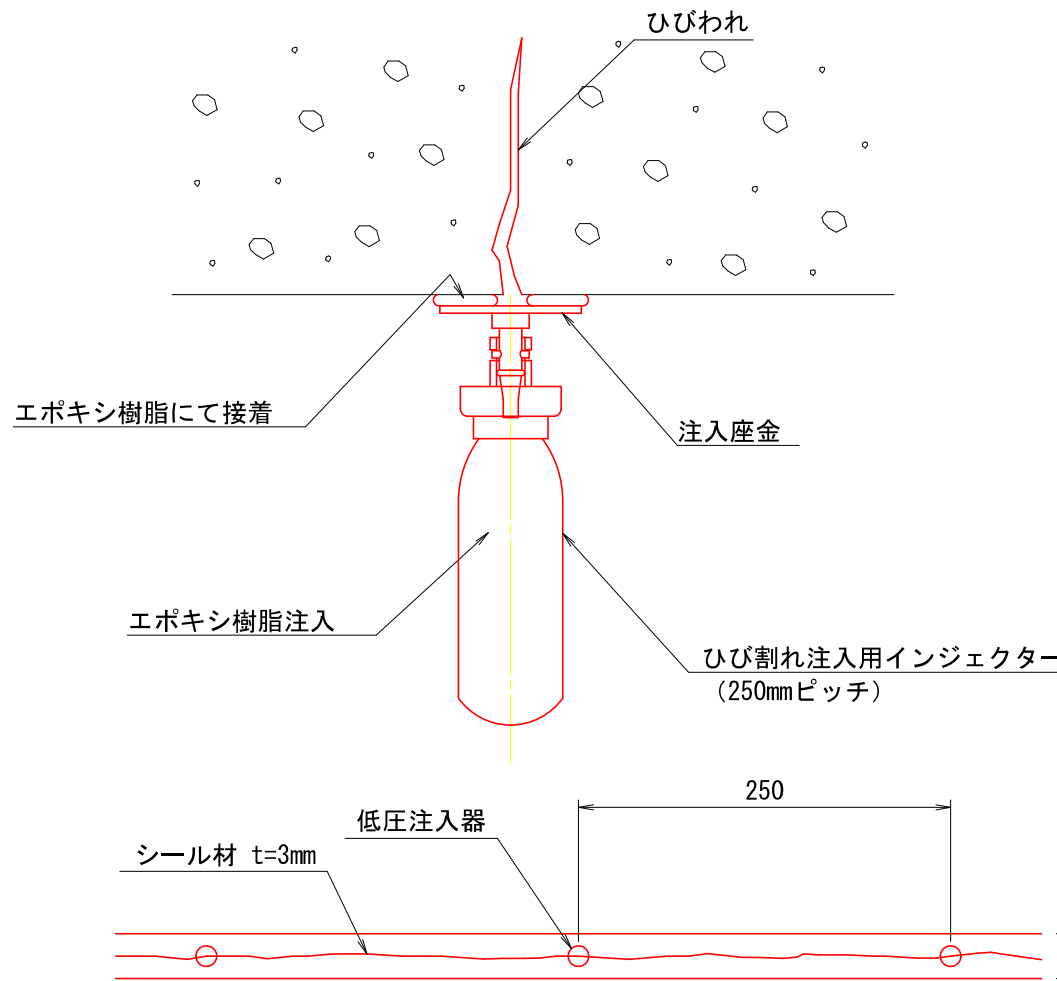 ひびわれ
エポキシ樹脂にて接着
注入座金
エポキシ樹脂注入
ひび割れ注入用インジェクター
（250mmピッチ）
250
低圧注入器
シール材 t=3mm